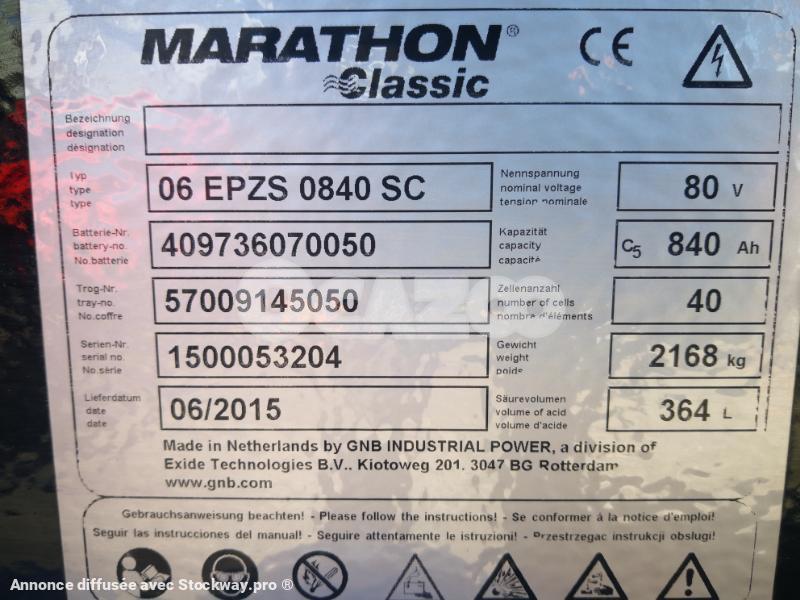 MARATHON® CE
Classic
Bezeichnung
designation
désignation
Typ
type
type
06 EPZS 0840 SC
Nennspannung
nominal voltage
tension nominale
80 V
Batterie-Nr.
battery-no.
No.batterie
409736070050
Kapazität
capacity
capacité
C5 840 Ah
Trog-Nr.
tray-no.
No.coffre
57009145050
Zellenanzahl
number of cells
nombre d'éléments
40
Serien-Nr.
serial no.
No.série
1500053204
Gewicht
weight
poids
2168 kg
Lieferdatum
date
date
06/2015
Säurevolumen
volume of acid
volume d'acide
364 L
Made in Netherlands by GNB INDUSTRIAL POWER, a division of
Exide Technologies B.V., Kiotoweg 201, 3047 BG Rotterdam
www.gnb.com
Gebrauchsanweisung beachten! - Please follow the instructions! - Se conformer à la notice d'emploi!
Seguir las instrucciones del manual! - Seguire attentamente le istruzioni! - Przestrzegac instrukcji obslugi!
Annonce diffusée avec Stockway.pro ®